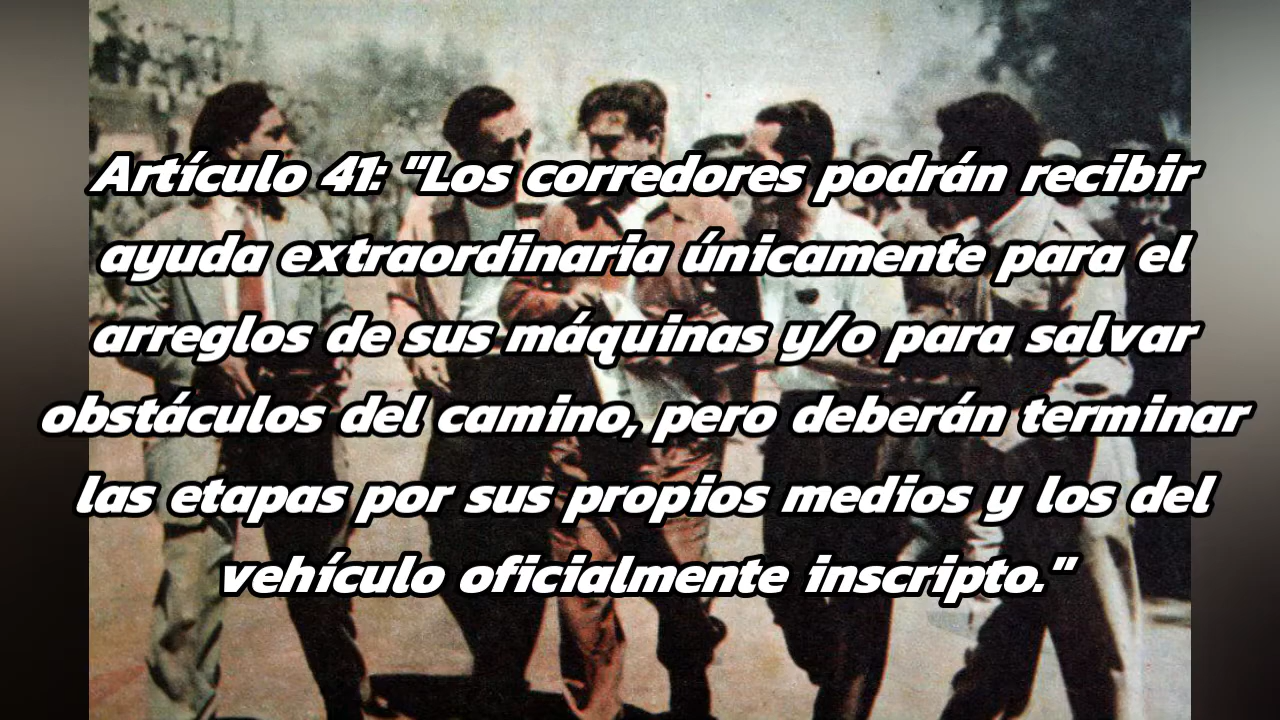 Artículo 41: "Los corredores podrán recibir
ayuda extraordinaria únicamente para el
arreglos de sus máquinas y/o para salvar
obstáculos del camino, pero deberán terminar
las etapas por sus propios medios y los del
vehículo oficialmente inscripto."